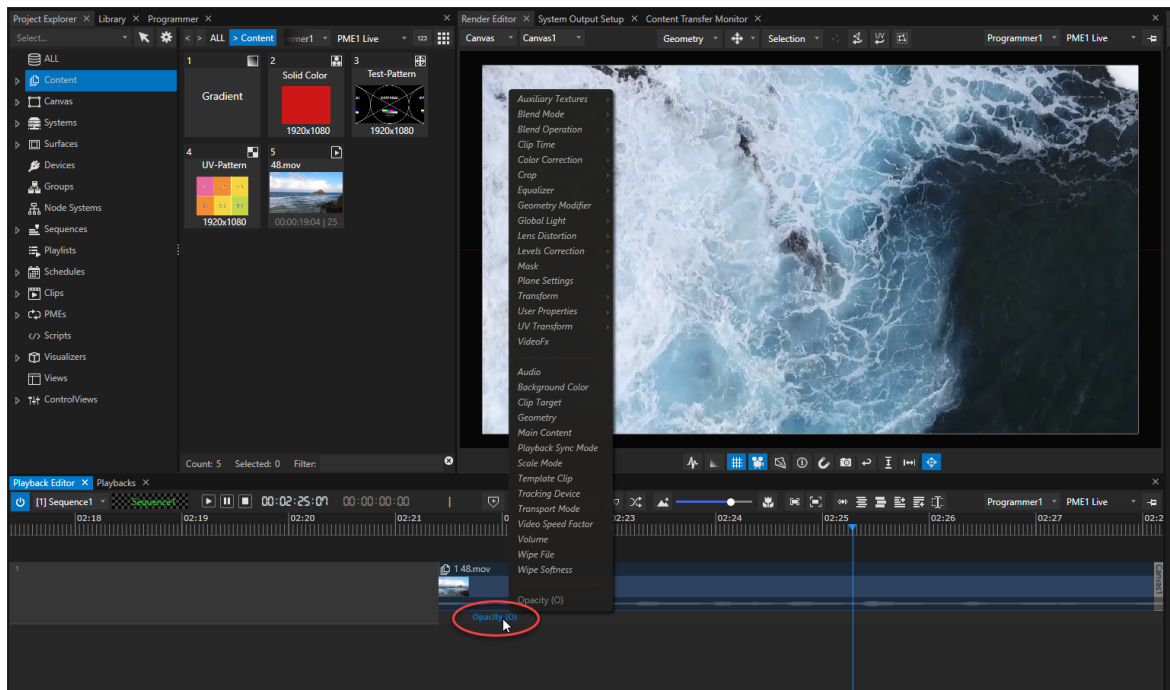 Project Explorer × Library × Programmer ×
Select...
ALL
Content
Canvas
Systems
Surfaces
Devices
Groups
Node Systems
Sequences
Playlists
Schedules
Clips
PMEs
Scripts
Visualizers
Views
ControlViews
< > ALL > Content mmer1 PME1 Live 123
1
Gradient
2
Solid Color
1920x1080
3
Test-Pattern
1920x1080
4
UV-Pattern
1920x1080
5
48.mov
00:00:19:04 | 25
Count: 5 Selected: 0 Filter:
Render Editor × System Output Setup × Content Transfer Monitor ×
Canvas Canvas1 Geometry Selection UV Programmer1 PME1 Live
Auxiliary Textures
Blend Mode
Blend Operation
Clip Time
Color Correction
Crop
Equalizer
Geometry Modifier
Global Light
Lens Distortion
Levels Correction
Mask
Plane Settings
Transform
User Properties
UV Transform
VideoFx
Audio
Background Color
Clip Target
Geometry
Main Content
Playback Sync Mode
Scale Mode
Template Clip
Tracking Device
Transport Mode
Video Speed Factor
Volume
Wipe File
Wipe Softness
Opacity (O)
Playback Editor × Playbacks ×
[1] Sequence1 Sequence1 00:02:25:07 00:00:00:00 Programmer1 PME1 Live
02:18 02:19 02:20 02:21 02:23 02:24 02:25 02:26 02:27 02:2
1
1 48.mov
Canvas1
Opacity (O)